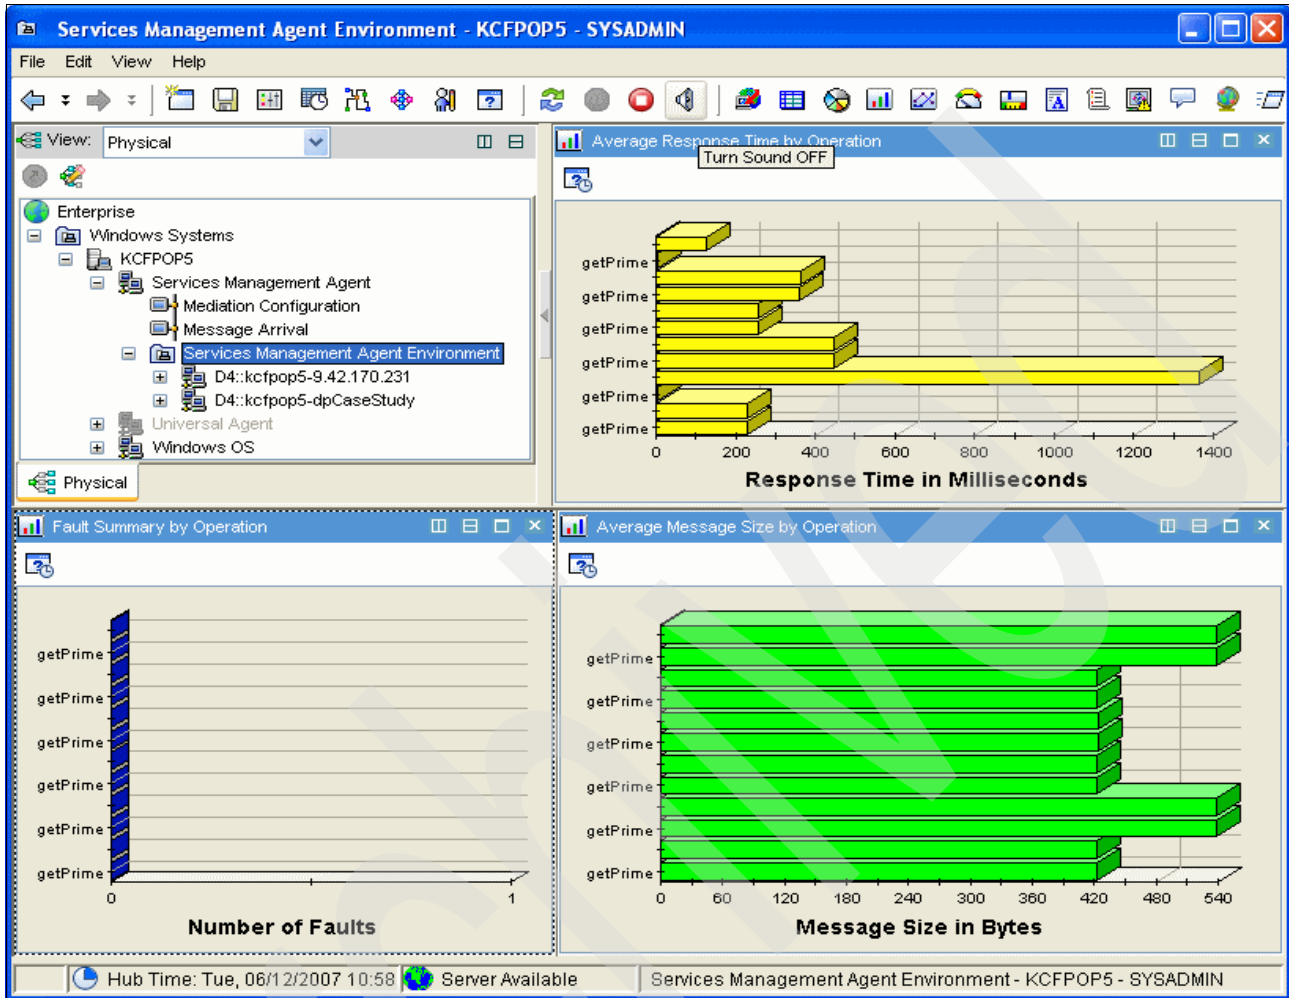 Services Management Agent Environment - KCFPOP5 - SYSADMIN
File Edit View Help
View: Physical
Enterprise
Windows Systems
KCFPOP5
Services Management Agent
Mediation Configuration
Message Arrival
Services Management Agent Environment
D4::kcfpop5-9.42.170.231
D4::kcfpop5-dpCaseStudy
Universal Agent
Windows OS
Physical
Average Response Time by Operation
Turn Sound OFF
getPrime
getPrime
getPrime
getPrime
getPrime
getPrime
0 200 400 600 800 1000 1200 1400
Response Time in Milliseconds
Fault Summary by Operation
getPrime
getPrime
getPrime
getPrime
getPrime
getPrime
0 1
Number of Faults
Average Message Size by Operation
getPrime
getPrime
getPrime
getPrime
getPrime
getPrime
0 60 120 180 240 300 360 420 480 540
Message Size in Bytes
Hub Time: Tue, 06/12/2007 10:58
Server Available
Services Management Agent Environment - KCFPOP5 - SYSADMIN